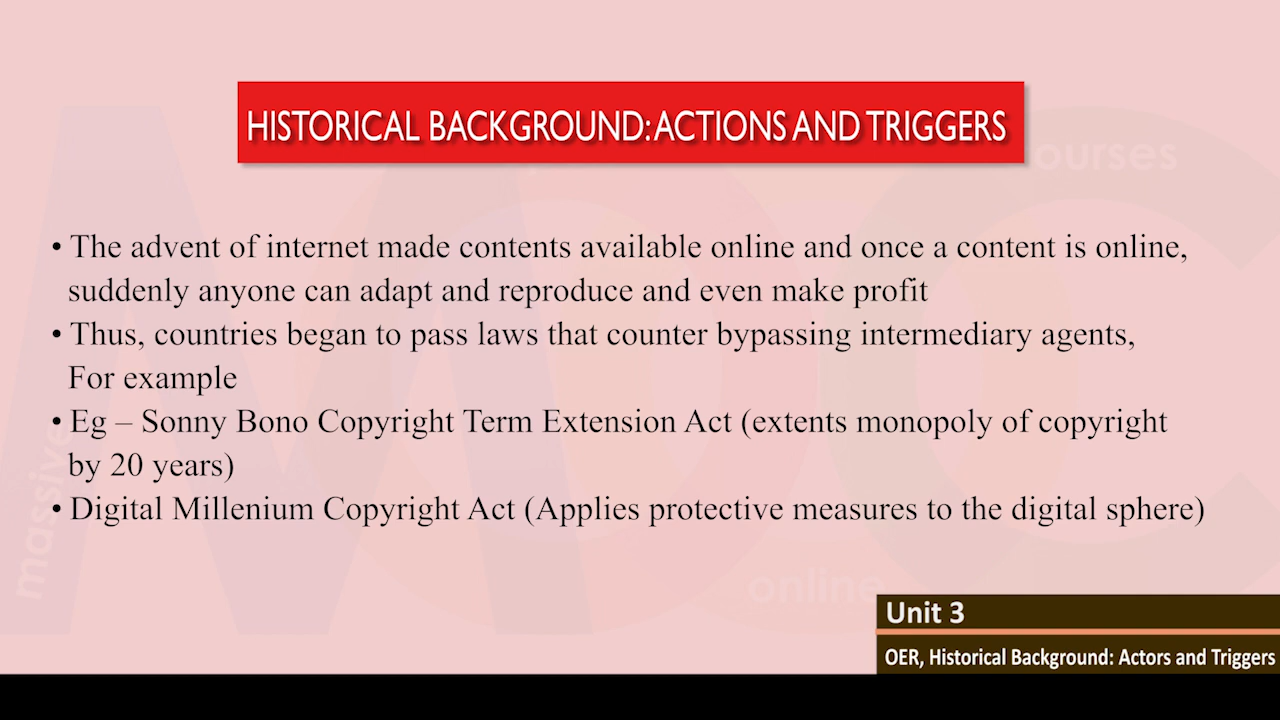 HISTORICAL BACKGROUND: ACTIONS AND TRIGGERS
ourses
• The advent of internet made contents available online and once a content is online,
suddenly anyone can adapt and reproduce and even make profit
• Thus, countries began to pass laws that counter bypassing intermediary agents,
For example
• Eg – Sonny Bono Copyright Term Extension Act (extents monopoly of copyright
by 20 years)
• Digital Millenium Copyright Act (Applies protective measures to the digital sphere)
massive
online
Unit 3
OER, Historical Background: Actors and Triggers